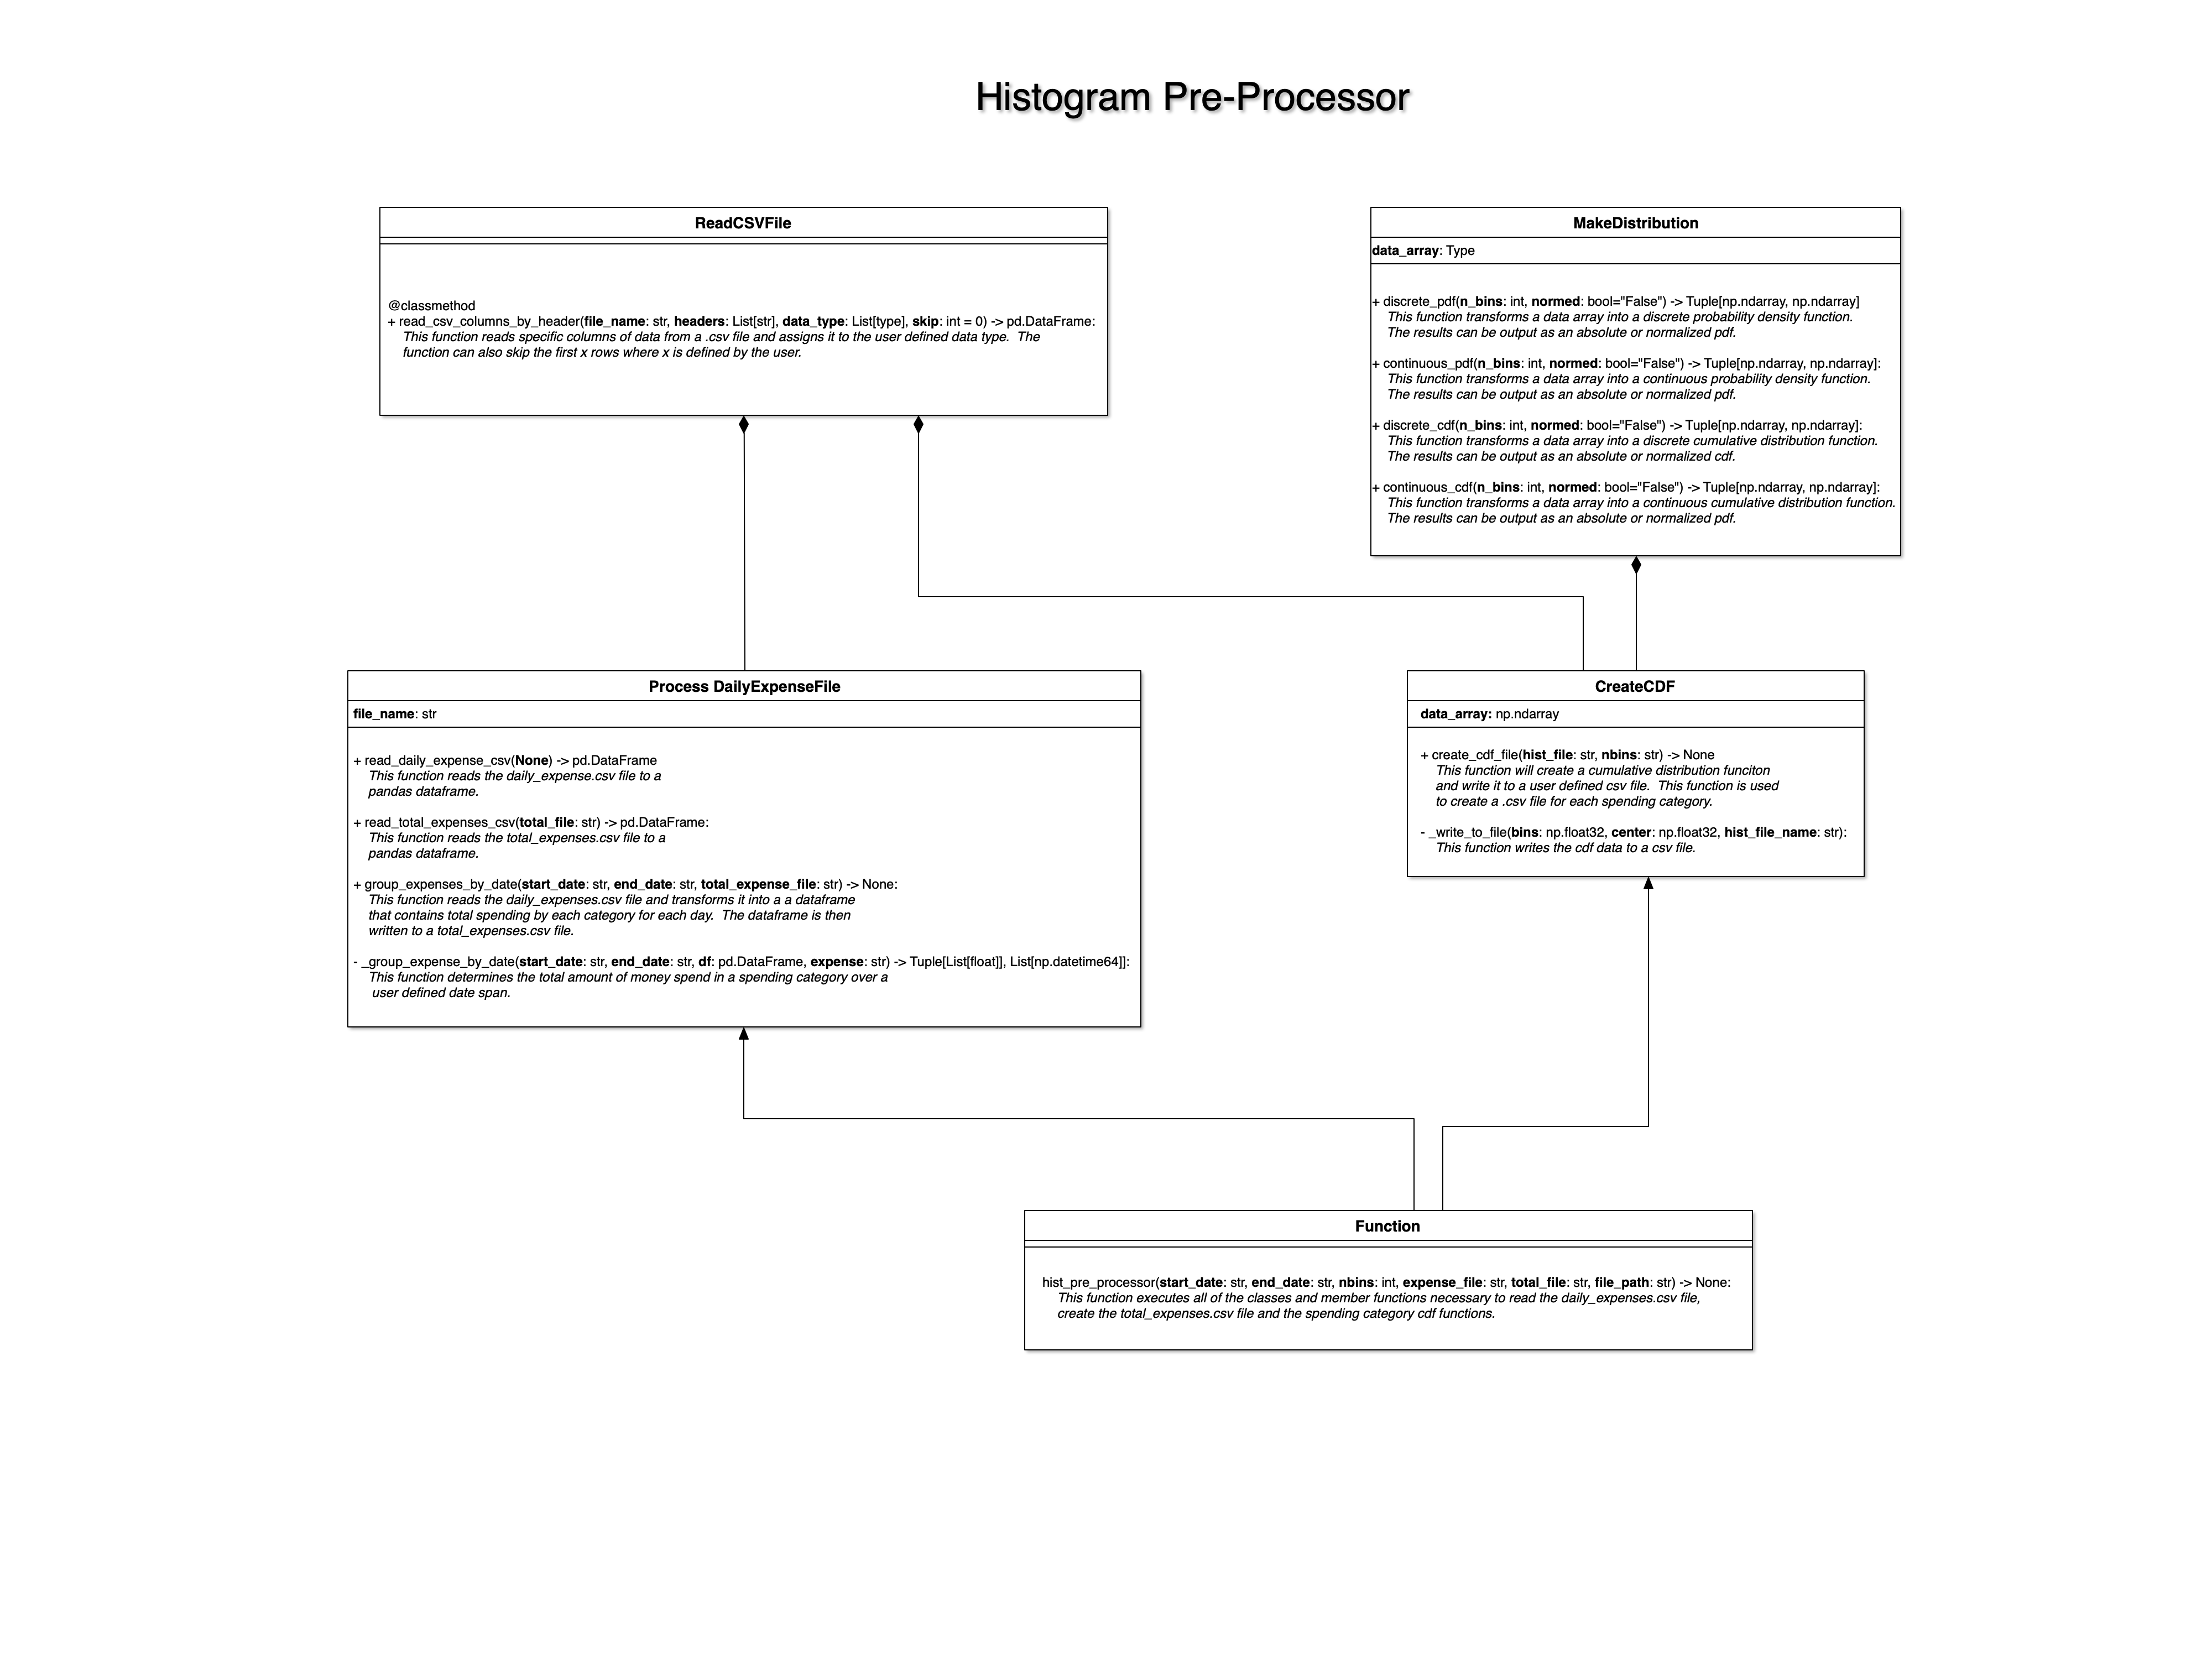 Histogram Pre-Processor
ReadCSVFile
@classmethod
+ read_csv_columns_by_header(file_name: str, headers: List[str], data_type: List[type], skip: int = 0) -> pd.DataFrame:
This function reads specific columns of data from a .csv file and assigns it to the user defined data type.  The
function can also skip the first x rows where x is defined by the user.
MakeDistribution
data_array: Type
+ discrete_pdf(n_bins: int, normed: bool="False") -> Tuple[np.ndarray, np.ndarray]
This function transforms a data array into a discrete probability density function.
The results can be output as an absolute or normalized pdf.
+ continuous_pdf(n_bins: int, normed: bool="False") -> Tuple[np.ndarray, np.ndarray]:
This function transforms a data array into a continuous probability density function.
The results can be output as an absolute or normalized pdf.
+ discrete_cdf(n_bins: int, normed: bool="False") -> Tuple[np.ndarray, np.ndarray]:
This function transforms a data array into a discrete cumulative distribution function.
The results can be output as an absolute or normalized cdf.
+ continuous_cdf(n_bins: int, normed: bool="False") -> Tuple[np.ndarray, np.ndarray]:
This function transforms a data array into a continuous cumulative distribution function.
The results can be output as an absolute or normalized pdf.
Process DailyExpenseFile
file_name: str
+ read_daily_expense_csv(None) -> pd.DataFrame
This function reads the daily_expense.csv file to a
pandas dataframe.
+ read_total_expenses_csv(total_file: str) -> pd.DataFrame:
This function reads the total_expenses.csv file to a
pandas dataframe.
+ group_expenses_by_date(start_date: str, end_date: str, total_expense_file: str) -> None:
This function reads the daily_expenses.csv file and transforms it into a a dataframe
that contains total spending by each category for each day.  The dataframe is then
written to a total_expenses.csv file.
- _group_expense_by_date(start_date: str, end_date: str, df: pd.DataFrame, expense: str) -> Tuple[List[float]], List[np.datetime64]]:
This function determines the total amount of money spend in a spending category over a
user defined date span.
CreateCDF
data_array: np.ndarray
+ create_cdf_file(hist_file: str, nbins: str) -> None
This function will create a cumulative distribution funciton
and write it to a user defined csv file.  This function is used
to create a .csv file for each spending category.
- _write_to_file(bins: np.float32, center: np.float32, hist_file_name: str):
This function writes the cdf data to a csv file.
Function
hist_pre_processor(start_date: str, end_date: str, nbins: int, expense_file: str, total_file: str, file_path: str) -> None:
This function executes all of the classes and member functions necessary to read the daily_expenses.csv file,
create the total_expenses.csv file and the spending category cdf functions.